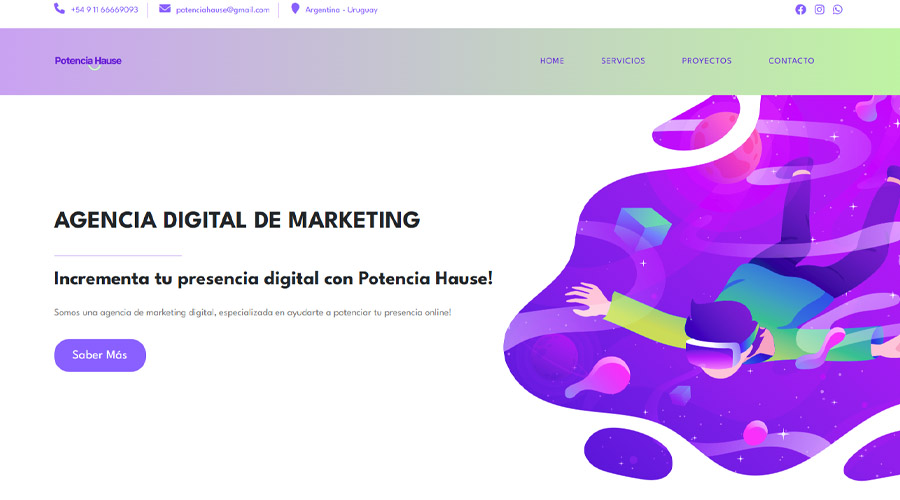 +54 9 11 66669093
potenciahause@gmail.com
Argentina - Uruguay
Potencia Hause
HOME
SERVICIOS
PROYECTOS
CONTACTO
AGENCIA DIGITAL DE MARKETING
Incrementa tu presencia digital con Potencia Hause!
Somos una agencia de marketing digital, especializada en ayudarte a potenciar tu presencia online!
Saber Más